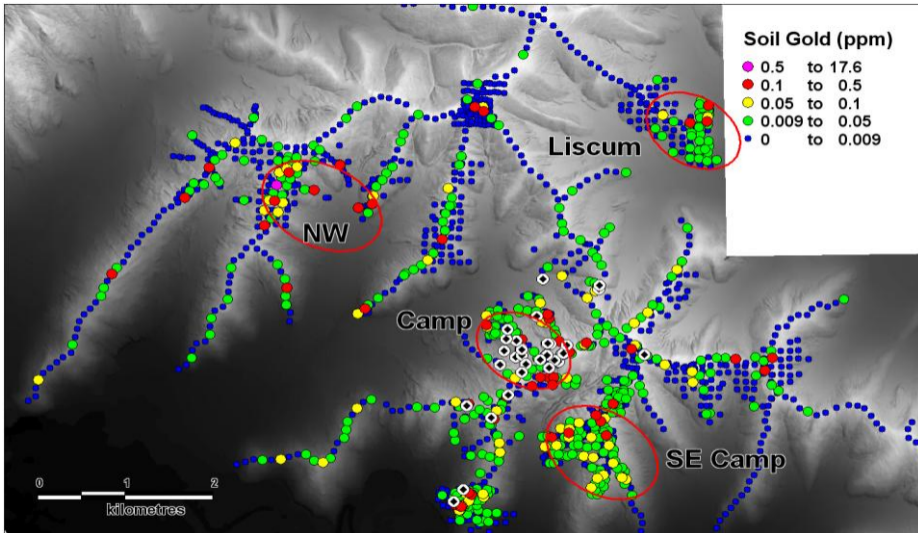 Soil Gold (ppm)
0.5 to 17.6
0.1 to 0.5
0.05 to 0.1
0.009 to 0.05
0 to 0.009
Liscum
NW
Camp
SE Camp
0 1 2
kilometres